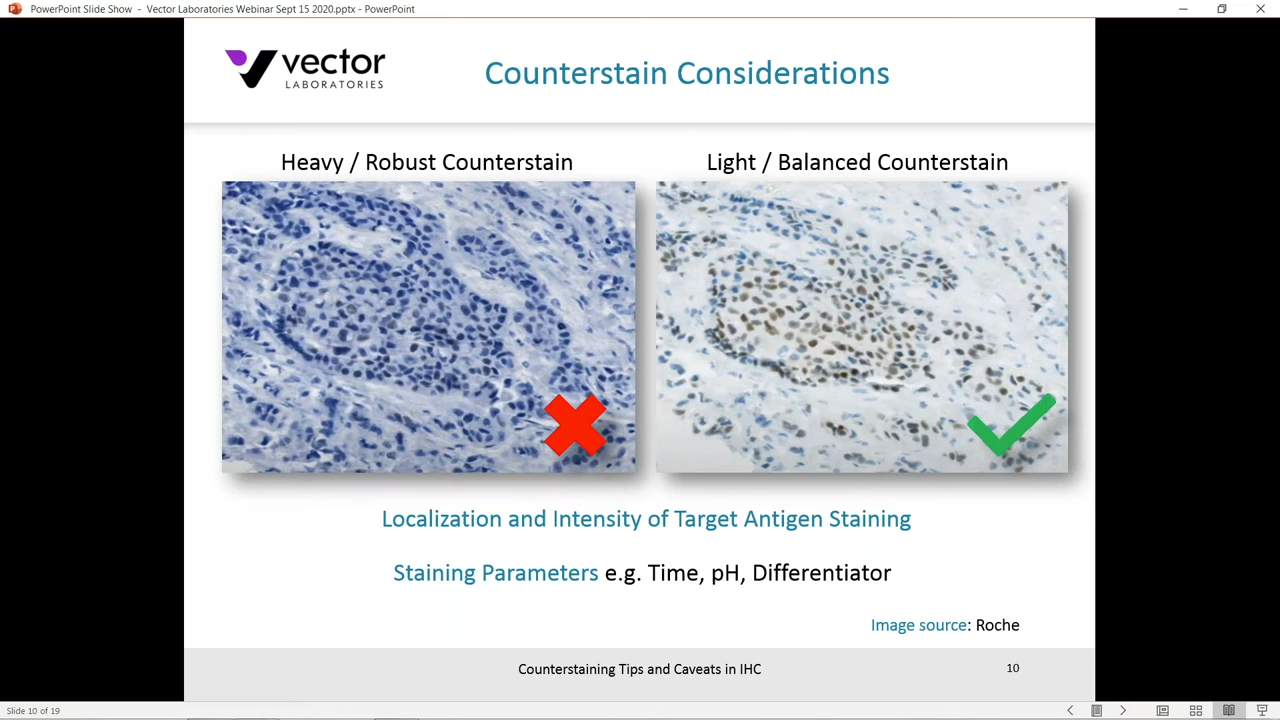 PowerPoint Slide Show - Vector Laboratories Webinar Sept 15 2020.pptx - PowerPoint
vector
LABORATORIES
Counterstain Considerations
Heavy / Robust Counterstain
Light / Balanced Counterstain
Localization and Intensity of Target Antigen Staining
Staining Parameters e.g. Time, pH, Differentiator
Image source: Roche
Counterstaining Tips and Caveats in IHC
10
Slide 10 of 19